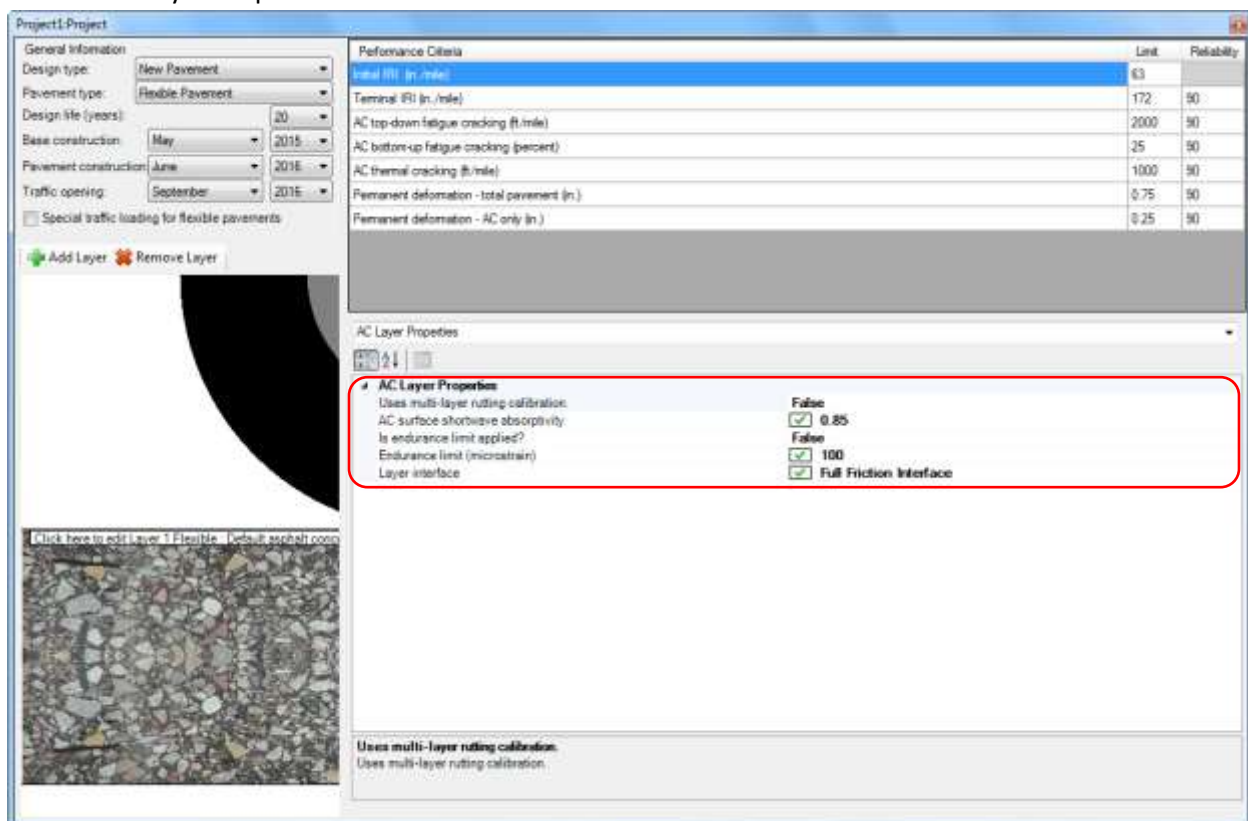 Project1:Project
General Information
Design type: New Pavement
Pavement type: Flexible Pavement
Design life (years): 20
Base construction: May 2015
Pavement construction: June 2016
Traffic opening: September 2016
Special traffic loading for flexible pavements
Add Layer Remove Layer
Click here to edit Layer 1 Flexible : Default asphalt conc
Performance Criteria Limit Reliability
Initial IRI (in./mile) 63
Terminal IRI (in./mile) 172 90
AC top-down fatigue cracking (ft/mile) 2000 90
AC bottom-up fatigue cracking (percent) 25 90
AC thermal cracking (ft/mile) 1000 90
Permanent deformation - total pavement (in.) 0.75 90
Permanent deformation - AC only (in.) 0.25 90
AC Layer Properties
AC Layer Properties
Uses multi-layer rutting calibration False
AC surface shortwave absorptivity 0.85
Is endurance limit applied? False
Endurance limit (microstrain) 100
Layer interface Full Friction Interface
Uses multi-layer rutting calibration
Uses multi-layer rutting calibration